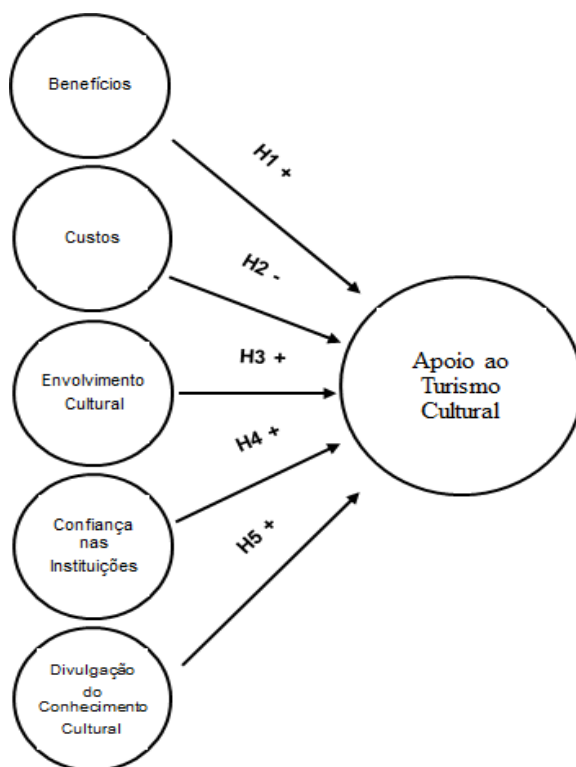 Benefícios
H1 +
Custos
H2 -
Envolvimento
Cultural
H3 +
Apoio ao
Turismo
Cultural
Confiança
nas
Instituições
H4 +
H5 +
Divulgação
do
Conhecimento
Cultural